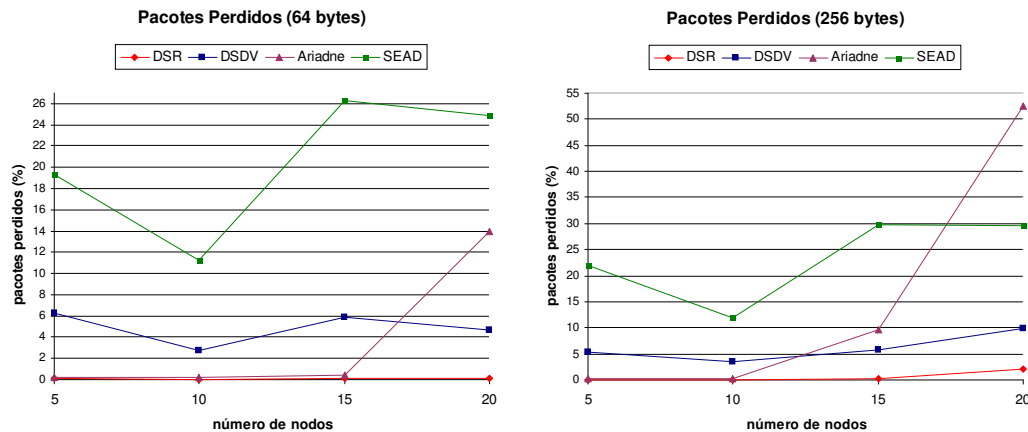 Pacotes Perdidos (64 bytes)
DSR DSDV Ariadne SEAD
pacotes perdidos (%)
26
24
22
20
18
16
14
12
10
8
6
4
2
0
5 10 15 20
número de nodos
Pacotes Perdidos (256 bytes)
DSR DSDV Ariadne SEAD
pacotes perdidos (%)
55
50
45
40
35
30
25
20
15
10
5
0
5 10 15 20
número de nodos